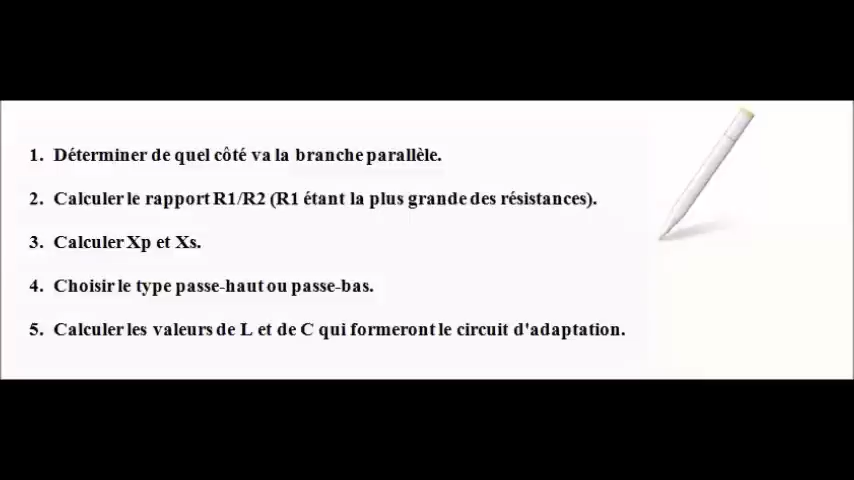 1. Déterminer de quel côté va la branche parallèle.
2. Calculer le rapport R1/R2 (R1 étant la plus grande des résistances).
3. Calculer Xp et Xs.
4. Choisir le type passe-haut ou passe-bas.
5. Calculer les valeurs de L et de C qui formeront le circuit d'adaptation.